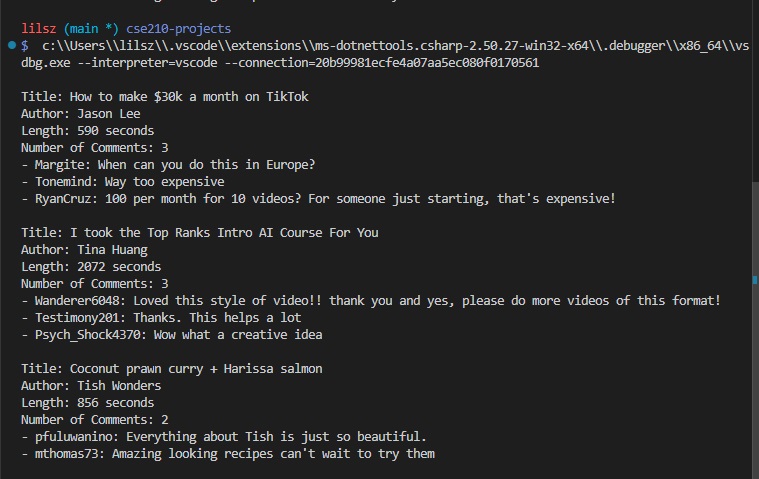 lilsz (main *) cse210-projects
$ c:\\Users\\lilsz\\.vscode\\extensions\\ms-dotnettools.csharp-2.50.27-win32-x64\\.debugger\\x86_64\\vs
dbg.exe --interpreter=vscode --connection=20b99981ecfe4a07aa5ec080f0170561
Title: How to make $30k a month on TikTok
Author: Jason Lee
Length: 590 seconds
Number of Comments: 3
- Margite: When can you do this in Europe?
- Tonemind: Way too expensive
- RyanCruz: 100 per month for 10 videos? For someone just starting, that's expensive!
Title: I took the Top Ranks Intro AI Course For You
Author: Tina Huang
Length: 2072 seconds
Number of Comments: 3
- Wanderer6048: Loved this style of video!! thank you and yes, please do more videos of this format!
- Testimony201: Thanks. This helps a lot
- Psych_Shock4370: Wow what a creative idea
Title: Coconut prawn curry + Harissa salmon
Author: Tish Wonders
Length: 856 seconds
Number of Comments: 2
- pfuluwanino: Everything about Tish is just so beautiful.
- mthomas73: Amazing looking recipes can't wait to try them